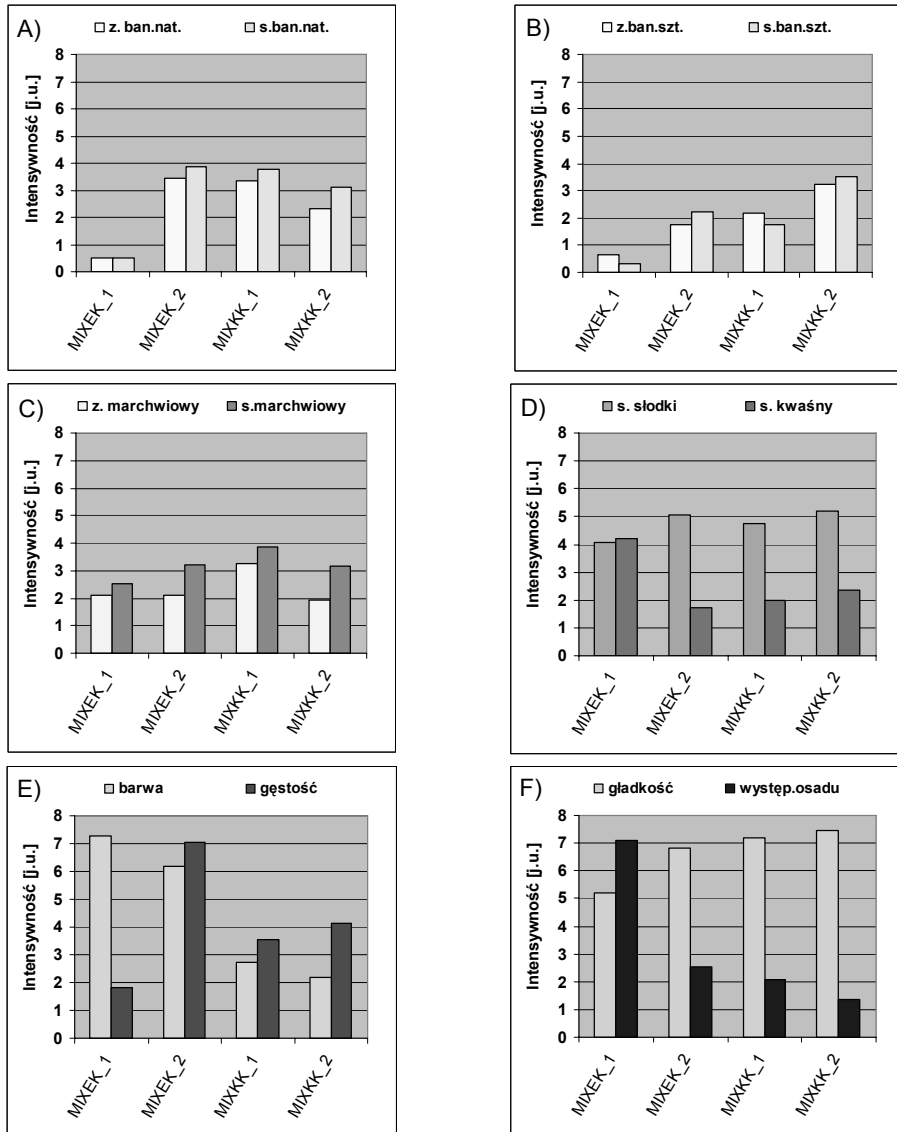 A)
z. ban.nat. s.ban.nat.
Intensywność [j.u.]
8
7
6
5
4
3
2
1
0
MIXEK_1 MIXEK_2 MIXKK_1 MIXKK_2
B)
z.ban.szt. s.ban.szt.
Intensywność [j.u.]
8
7
6
5
4
3
2
1
0
MIXEK_1 MIXEK_2 MIXKK_1 MIXKK_2
C)
z. marchwiowy s.marchwiowy
Intensywność [j.u.]
8
7
6
5
4
3
2
1
0
MIXEK_1 MIXEK_2 MIXKK_1 MIXKK_2
D)
s. słodki s. kwaśny
Intensywność [j.u.]
8
7
6
5
4
3
2
1
0
MIXEK_1 MIXEK_2 MIXKK_1 MIXKK_2
E)
barwa gęstość
Intensywność [j.u.]
8
7
6
5
4
3
2
1
0
MIXEK_1 MIXEK_2 MIXKK_1 MIXKK_2
F)
gładkość występ.osadu
Intensywność [j.u.]
8
7
6
5
4
3
2
1
0
MIXEK_1 MIXEK_2 MIXKK_1 MIXKK_2